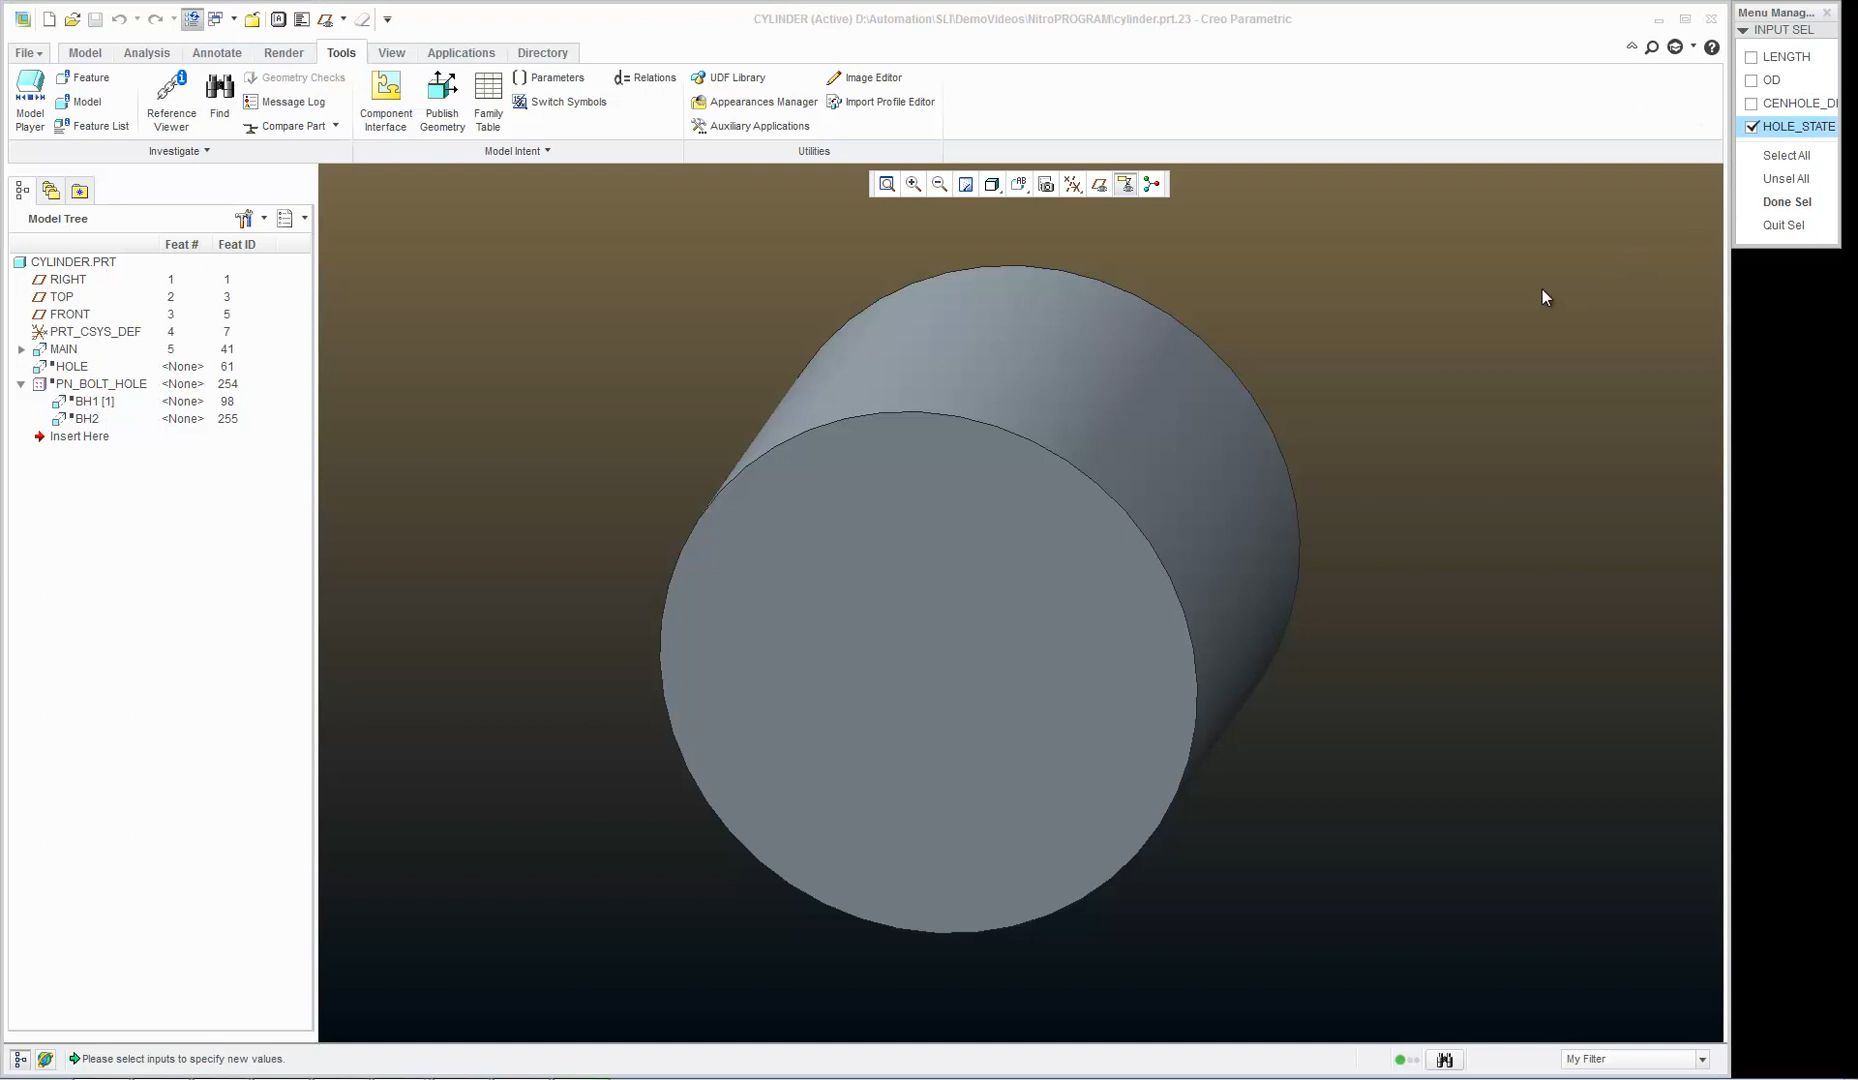 CYLINDER (Active) D:\Automation\SLI\DemoVideos\NitroPROGRAM\cylinder.prt.23 - Creo Parametric
Menu Manag...
INPUT SEL
LENGTH
OD
CENHOLE_DI
HOLE_STATE
Select All
Unsel All
Done Sel
Quit Sel
File Model Analysis Annotate Render Tools View Applications Directory
Model Player
Feature
Model
Feature List
Reference Viewer
Find
Geometry Checks
Message Log
Compare Part
Investigate
Component Interface
Publish Geometry
Family Table
Parameters
Switch Symbols
Relations
Model Intent
UDF Library
Appearances Manager
Auxiliary Applications
Image Editor
Import Profile Editor
Utilities
Model Tree
Feat # Feat ID
CYLINDER.PRT
RIGHT 1 1
TOP 2 3
FRONT 3 5
PRT_CSYS_DEF 4 7
MAIN 5 41
HOLE <None> 61
PN_BOLT_HOLE <None> 254
BH1 [1] <None> 98
BH2 <None> 255
Insert Here
Please select inputs to specify new values.
My Filter